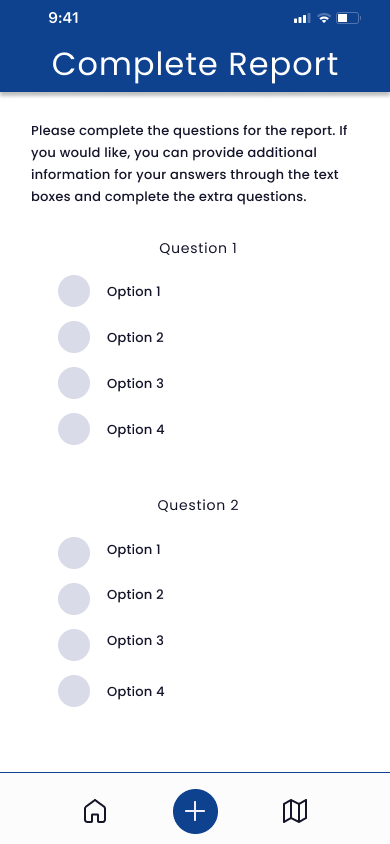 9:41
Complete Report
Please complete the questions for the report. If
you would like, you can provide additional
information for your answers through the text
boxes and complete the extra questions.
Question 1
Option 1
Option 2
Option 3
Option 4
Question 2
Option 1
Option 2
Option 3
Option 4